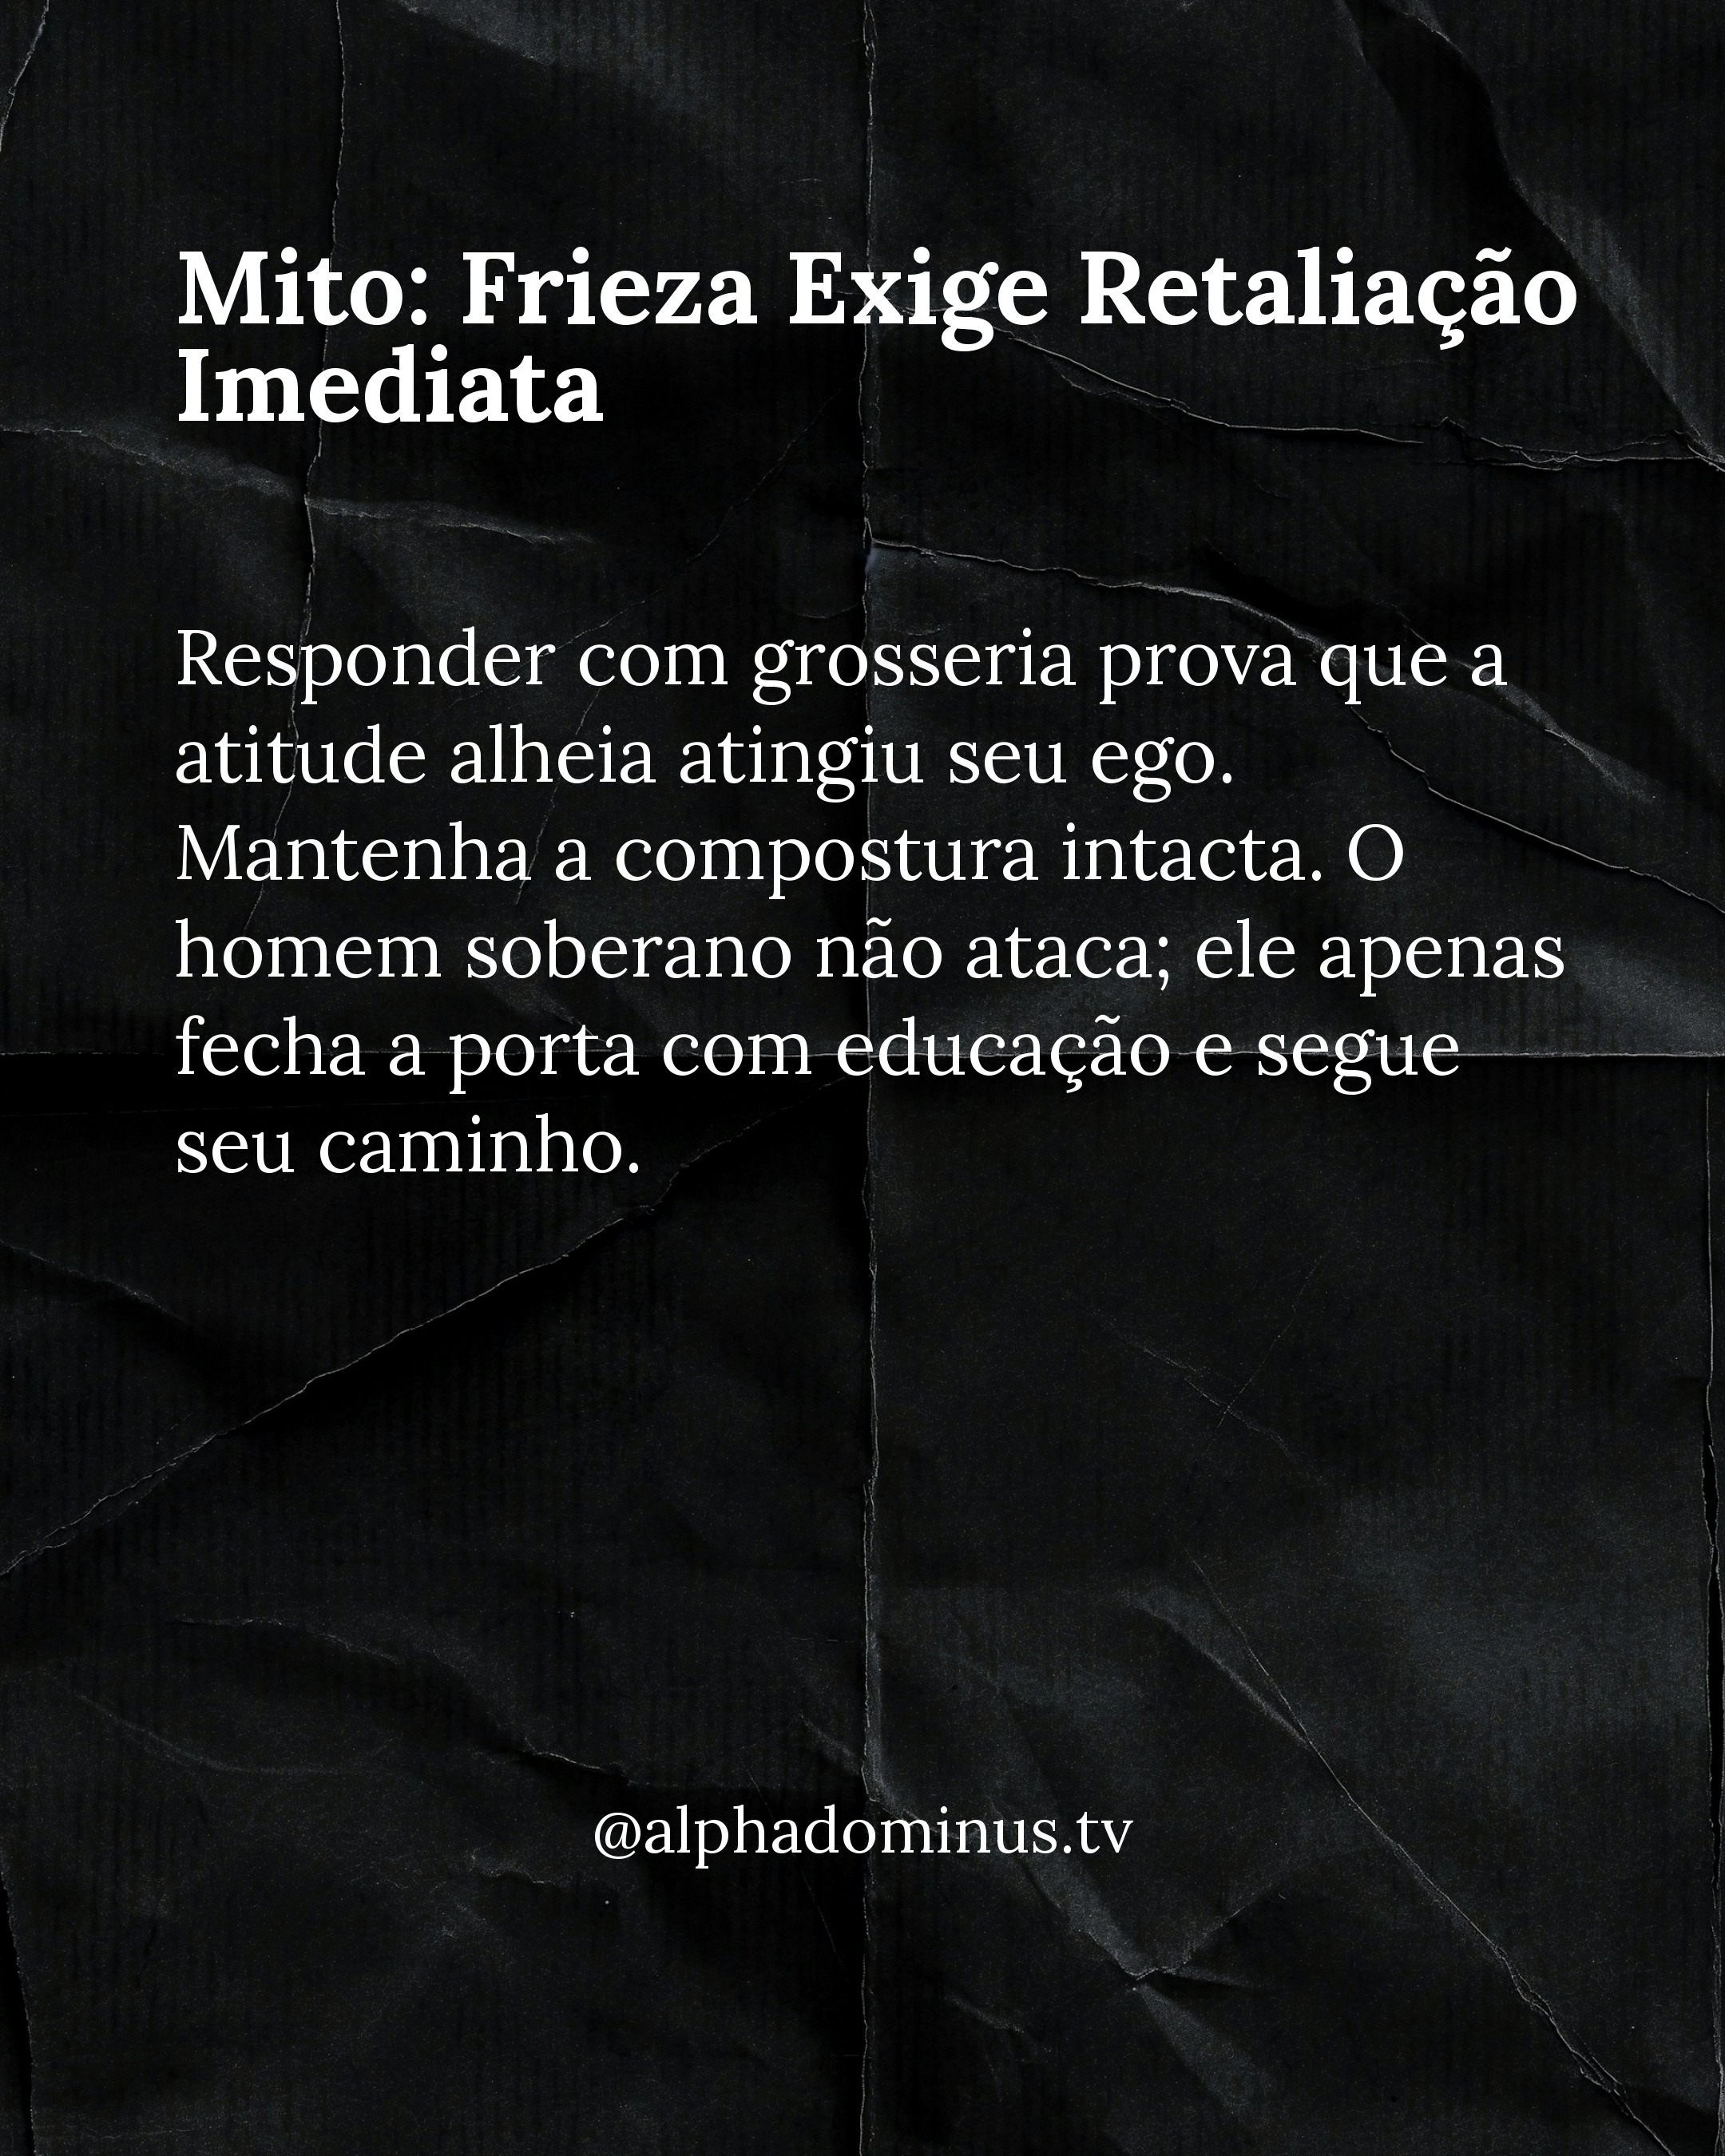 Mito: Frieza Exige Retaliação
Imediata
Responder com grosseria prova que a
atitude alheia atingiu seu ego.
Mantenha a compostura intacta. O
homem soberano não ataca; ele apenas
fecha a porta com educação e segue
seu caminho.
@alphadominus.tv